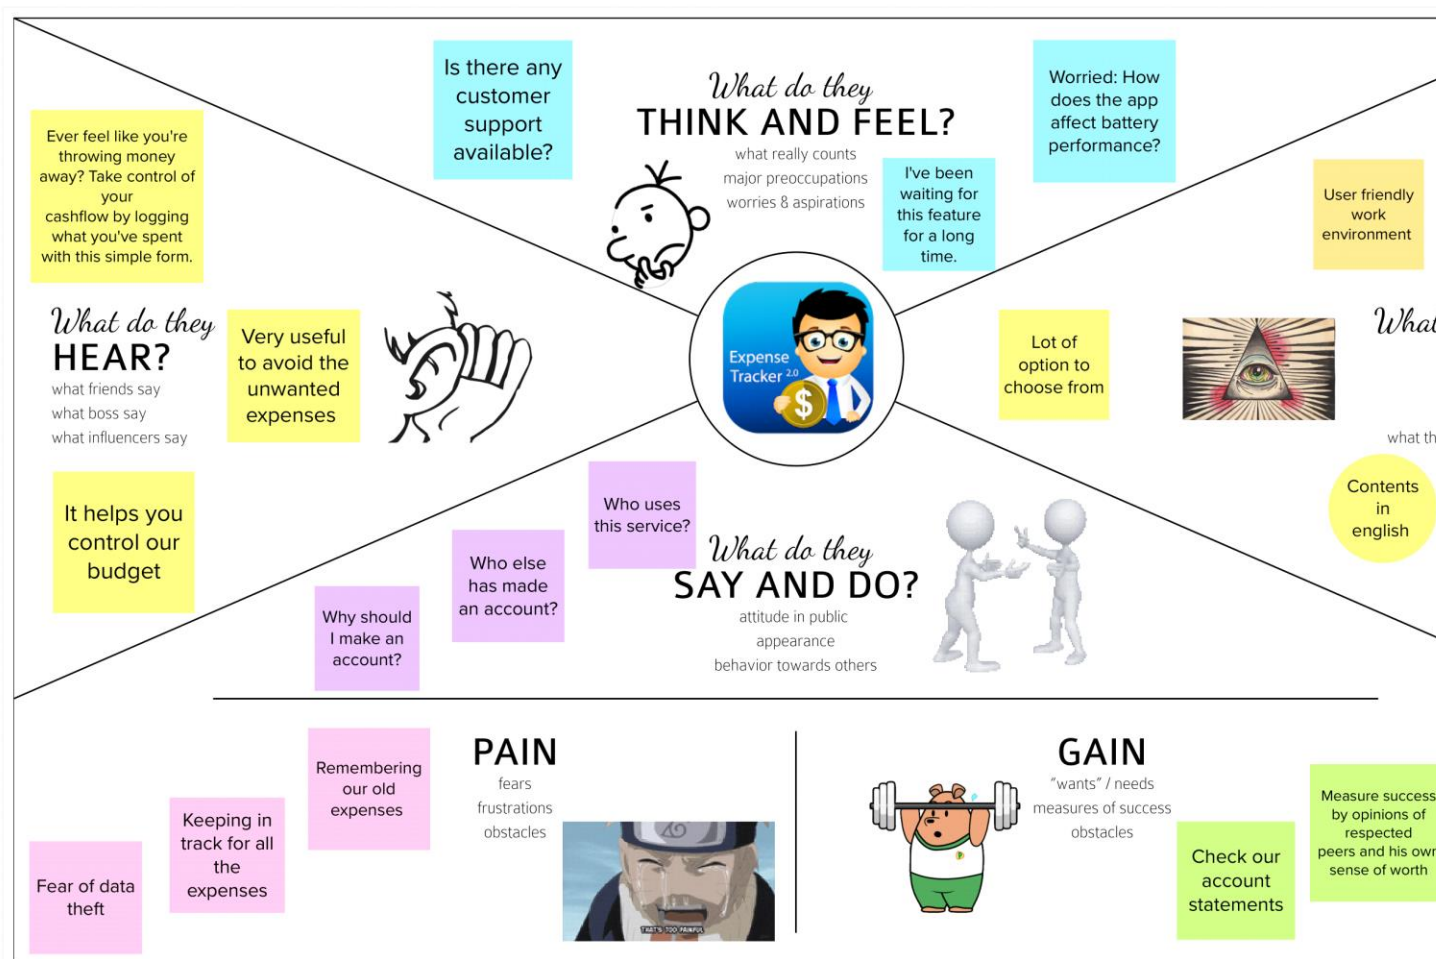 Is there any
customer
support
available?
What do they
THINK AND FEEL?
what really counts
major preoccupations
worries & aspirations
Worried: How
does the app
affect battery
performance?
I've been
waiting for
this feature
for a long
time.
Ever feel like you're
throwing money
away? Take control of
your
cashflow by logging
what you've spent
with this simple form.
What do they
HEAR?
what friends say
what boss say
what influencers say
Very useful
to avoid the
unwanted
expenses
It helps you
control our
budget
Expense
Tracker 2.0
$
User friendly
work
environment
Lot of
option to
choose from
What
what th
Contents
in
english
Who uses
this service?
Who else
has made
an account?
Why should
I make an
account?
What do they
SAY AND DO?
attitude in public
appearance
behavior towards others
PAIN
fears
frustrations
obstacles
Remembering
our old
expenses
Keeping in
track for all
the
expenses
Fear of data
theft
THAT'S TOO PAINFUL
GAIN
"wants" / needs
measures of success
obstacles
Check our
account
statements
Measure success
by opinions of
respected
peers and his own
sense of worth